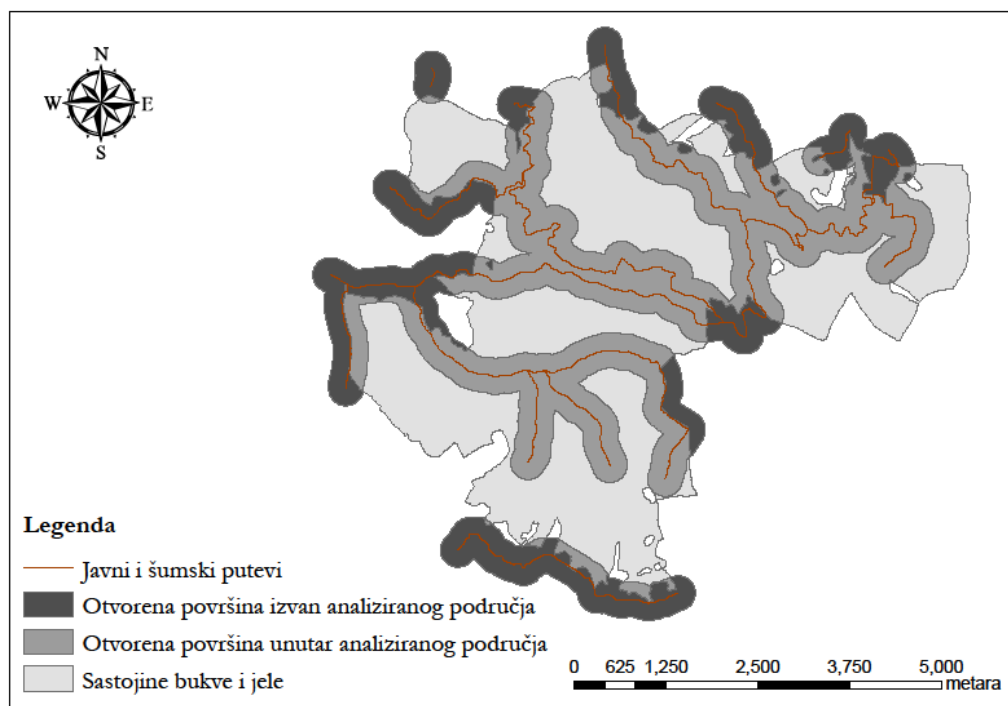 N
W E
S
Legenda
Javni i šumski putevi
Otvorena površina izvan analiziranog područja
Otvorena površina unutar analiziranog područja
Sastojine bukve i jele
0 625 1,250 2,500 3,750 5,000
metara